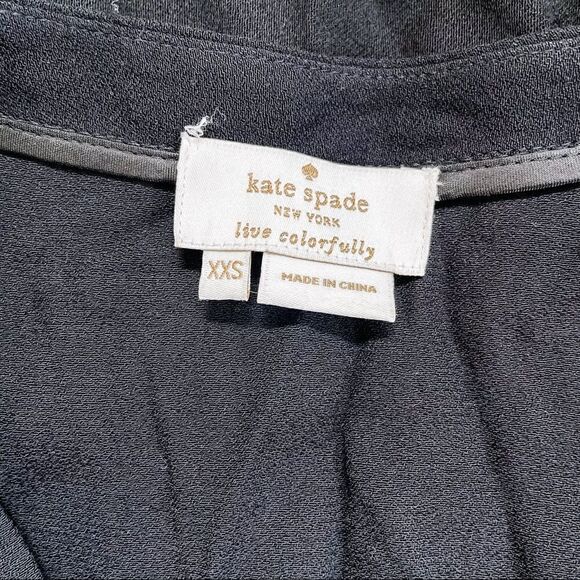 kate spade
NEW YORK
live colorfully
XXS
MADE IN CHINA